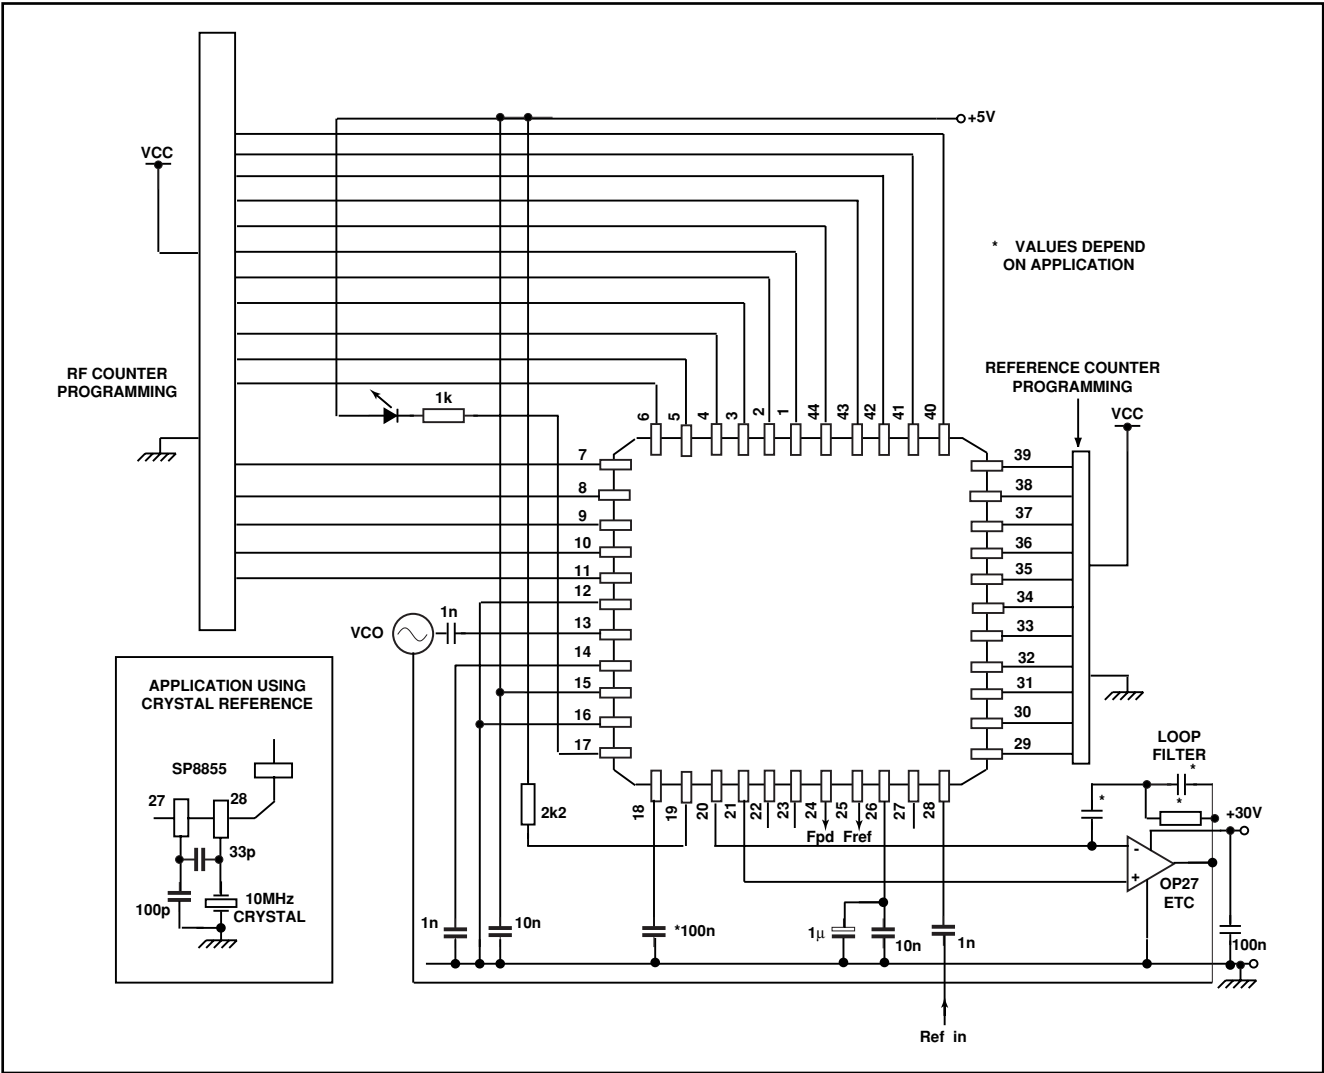 +5V
VCC
* VALUES DEPEND
ON APPLICATION
RF COUNTER
PROGRAMMING
REFERENCE COUNTER
PROGRAMMING
VCC
1k
6
5
4
3
2
1
44
43
42
41
40
7
8
9
10
11
12
13
14
15
16
17
39
38
37
36
35
34
33
32
31
30
29
VCO
1n
APPLICATION USING
CRYSTAL REFERENCE
SP8855
27
28
33p
100p
10MHz
CRYSTAL
2k2
18
19
20
21
22
23
24
25
26
27
28
Fpd
Fref
LOOP
FILTER
*
*
*
+30V
-
+
OP27
ETC
1n
10n
*100n
1µ
10n
1n
100n
Ref in